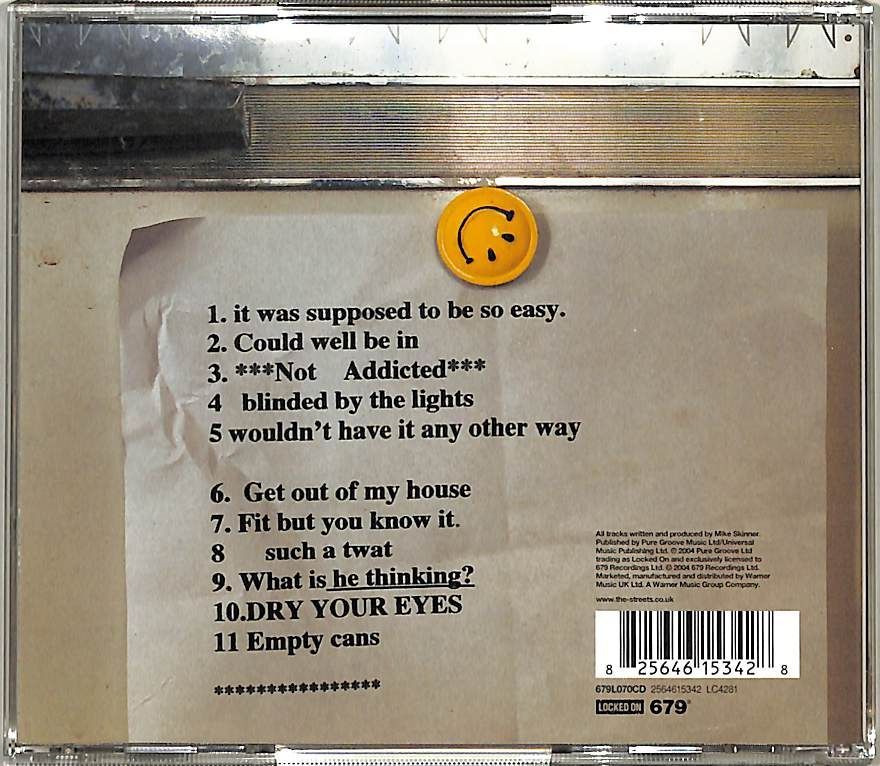 1. it was supposed to be so easy.
2. Could well be in
3. ***Not Addicted***
4 blinded by the lights
5 wouldn't have it any other way
6. Get out of my house
7. Fit but you know it.
8 such a twat
9. What is he thinking?
10.DRY YOUR EYES
11 Empty cans
****************
All tracks written and produced by Mike Skinner.
Published by Pure Groove Music Ltd/Universal
Music Publishing Ltd. ℗ 2004 Pure Groove Ltd
trading as Locked On and exclusively licensed to
679 Recordings Ltd. © 2004 679 Recordings Ltd.
Marketed, manufactured and distributed by Warner
Music UK Ltd. A Warner Music Group Company.
www.the-streets.co.uk
8 25646 15342 8
679L070CD 2564615342 LC4281
LOCKED ON 679